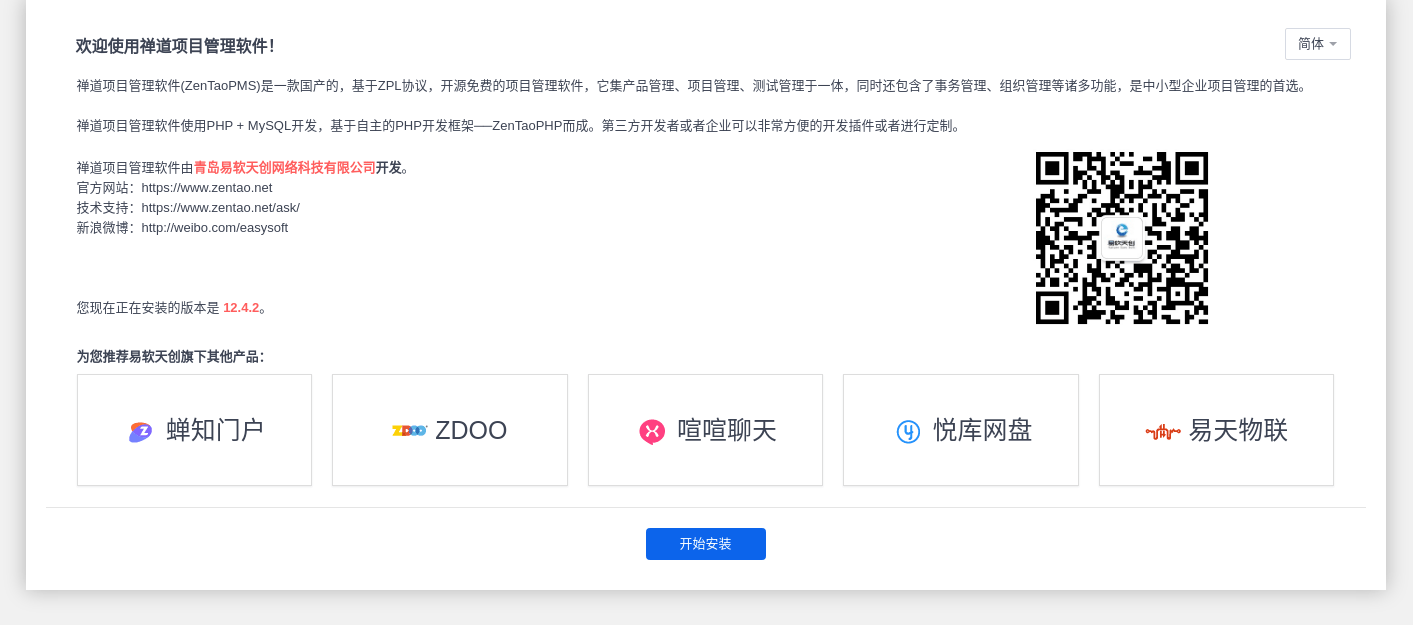 欢迎使用禅道项目管理软件！
简体
禅道项目管理软件(ZenTaoPMS)是一款国产的，基于ZPL协议，开源免费的项目管理软件，它集产品管理、项目管理、测试管理于一体，同时还包含了事务管理、组织管理等诸多功能，是中小型企业项目管理的首选。
禅道项目管理软件使用PHP + MySQL开发，基于自主的PHP开发框架──ZenTaoPHP而成。第三方开发者或者企业可以非常方便的开发插件或者进行定制。
禅道项目管理软件由青岛易软天创网络科技有限公司开发。
官方网站：https://www.zentao.net
技术支持：https://www.zentao.net/ask/
新浪微博：http://weibo.com/easysoft
易软天创
您现在正在安装的版本是 12.4.2。
为您推荐易软天创旗下其他产品：
蝉知门户
ZDOO ZDOO
喧喧聊天
悦库网盘
易天物联
开始安装